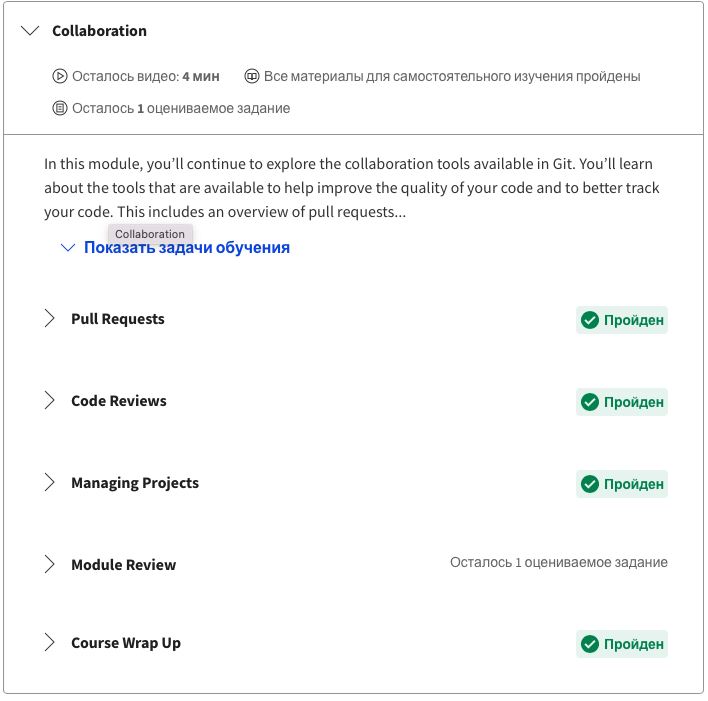 Collaboration
Осталось видео: 4 мин Все материалы для самостоятельного изучения пройдены
Осталось 1 оцениваемое задание
In this module, you’ll continue to explore the collaboration tools available in Git. You’ll learn
about the tools that are available to help improve the quality of your code and to better track
your code. This includes an overview of pull requests...
Collaboration
Показать задачи обучения
Pull Requests Пройден
Code Reviews Пройден
Managing Projects Пройден
Module Review Осталось 1 оцениваемое задание
Course Wrap Up Пройден